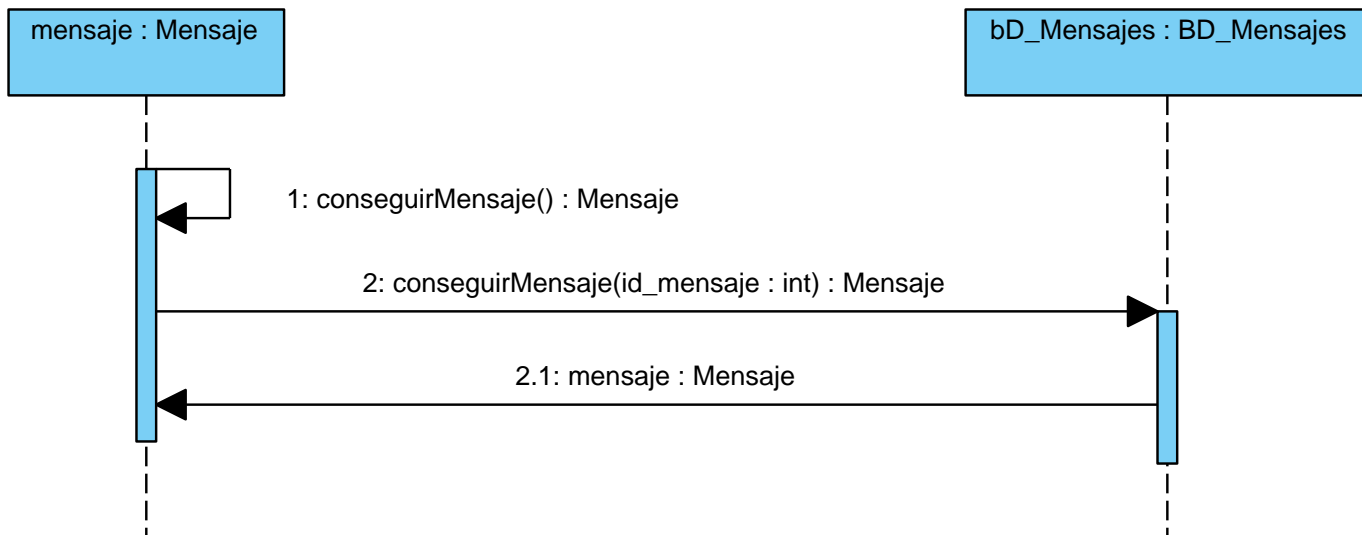 mensaje : Mensaje
bD_Mensajes : BD_Mensajes
1: conseguirMensaje() : Mensaje
2: conseguirMensaje(id_mensaje : int) : Mensaje
2.1: mensaje : Mensaje